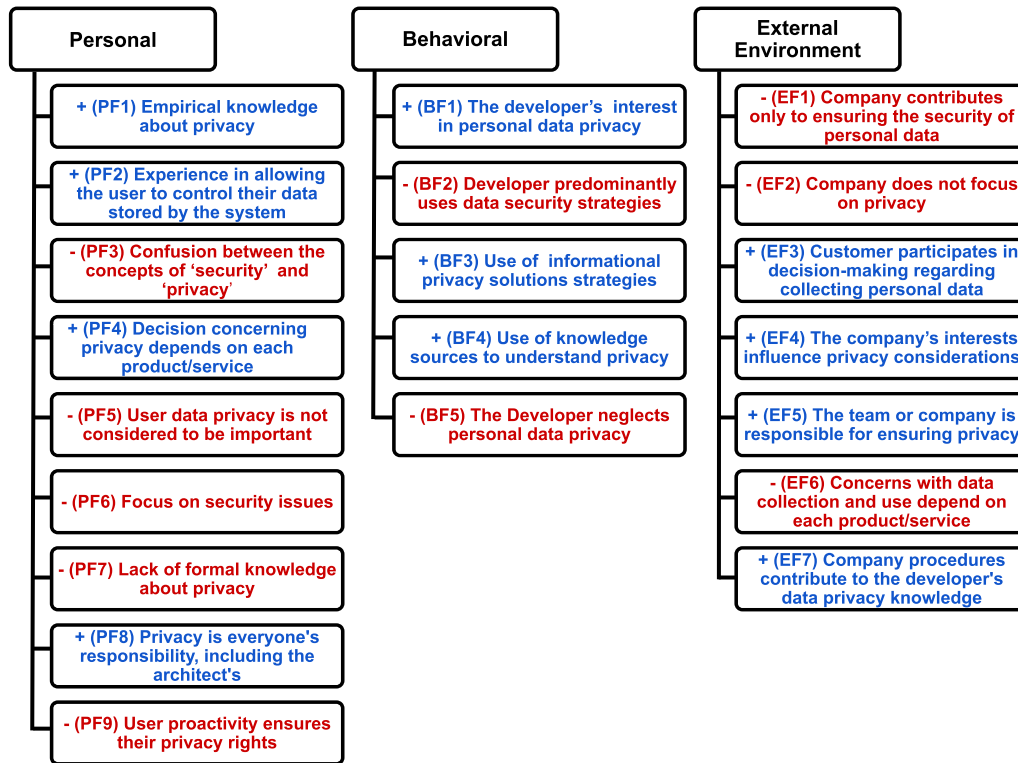 Personal
+ (PF1) Empirical knowledge
about privacy
+ (PF2) Experience in allowing
the user to control their data
stored by the system
- (PF3) Confusion between the
concepts of ‘security’ and
‘privacy’
+ (PF4) Decision concerning
privacy depends on each
product/service
- (PF5) User data privacy is not
considered to be important
- (PF6) Focus on security issues
- (PF7) Lack of formal knowledge
about privacy
+ (PF8) Privacy is everyone's
responsibility, including the
architect's
- (PF9) User proactivity ensures
their privacy rights
Behavioral
+ (BF1) The developer’s interest
in personal data privacy
- (BF2) Developer predominantly
uses data security strategies
+ (BF3) Use of informational
privacy solutions strategies
+ (BF4) Use of knowledge
sources to understand privacy
- (BF5) The Developer neglects
personal data privacy
External
Environment
- (EF1) Company contributes
only to ensuring the security of
personal data
- (EF2) Company does not focus
on privacy
+ (EF3) Customer participates in
decision-making regarding
collecting personal data
+ (EF4) The company’s interests
influence privacy considerations
+ (EF5) The team or company is
responsible for ensuring privacy
- (EF6) Concerns with data
collection and use depend on
each product/service
+ (EF7) Company procedures
contribute to the developer's
data privacy knowledge